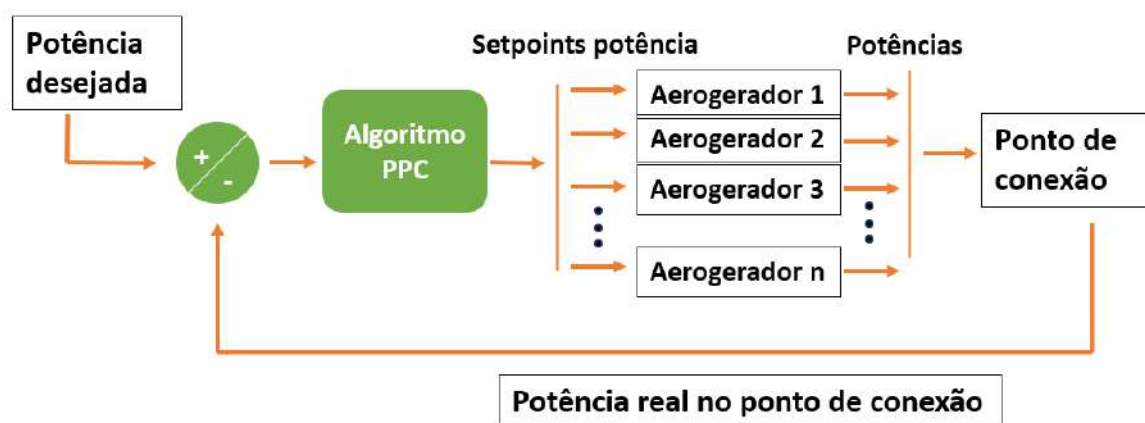 Potência
desejada
+
-
Algoritmo
PPC
Setpoints potência
Aerogerador 1
Aerogerador 2
Aerogerador 3
Aerogerador n
Potências
Ponto de
conexão
Potência real no ponto de conexão